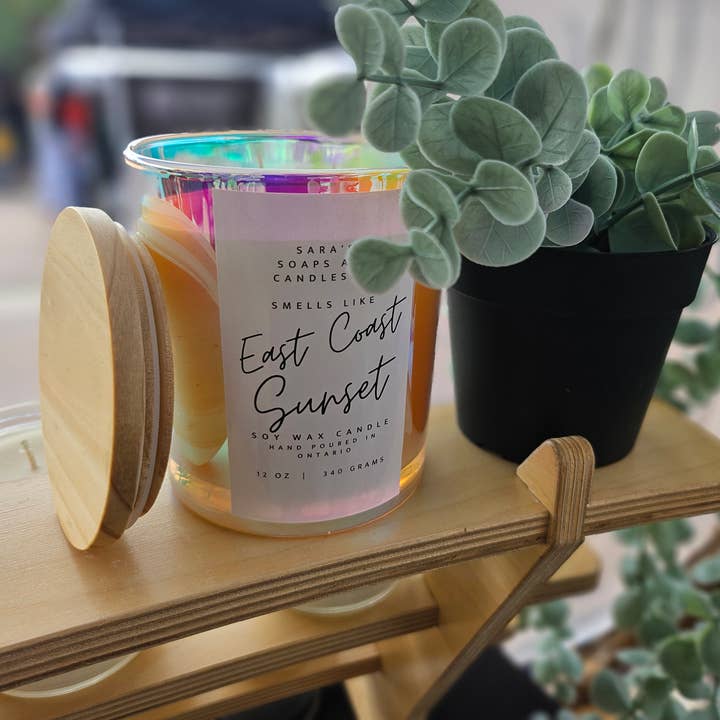 SARA'
SOAPS A
CANDLES
SMELLS LIKE
East Coast
Sunset
SOY WAX CANDLE
HAND POURED IN
ONTARIO
12 OZ | 340 GRAMS